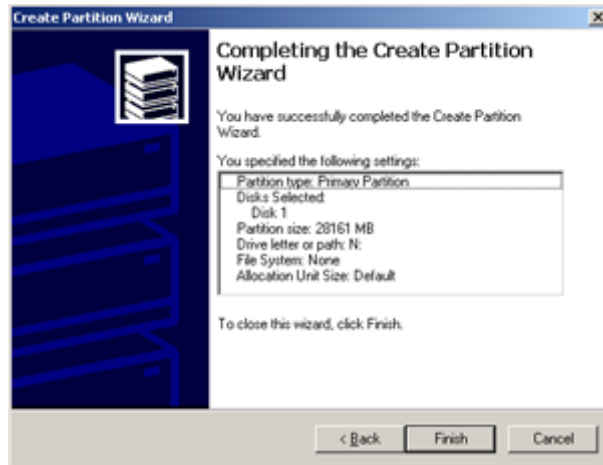 Create Partition Wizard
Completing the Create Partition
Wizard
You have successfully completed the Create Partition
Wizard.
You specified the following settings:
Partition type: Primary Partition
Disks Selected:
Disk 1
Partition size: 28161 MB
Drive letter or path: N:
File System: None
Allocation Unit Size: Default
To close this wizard, click Finish.
< Back
Finish
Cancel